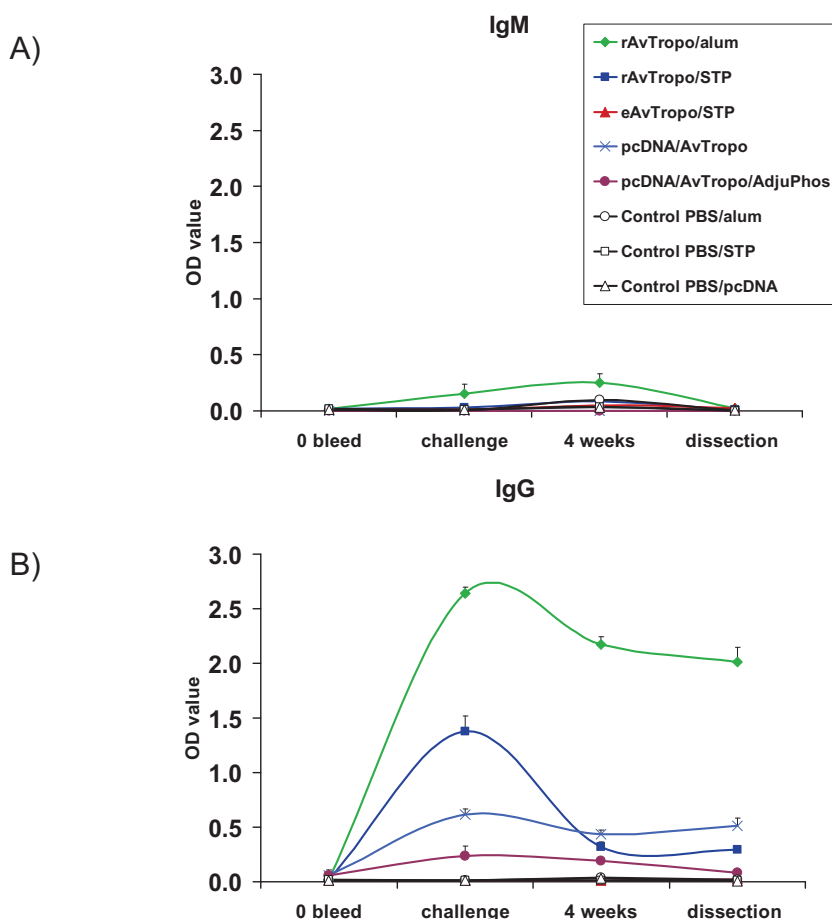 A)
IgM
rAvTropo/alum
rAvTropo/STP
eAvTropo/STP
pcDNA/AvTropo
pcDNA/AvTropo/AdjuPhos
Control PBS/alum
Control PBS/STP
Control PBS/pcDNA
OD value
3.0
2.5
2.0
1.5
1.0
0.5
0.0
0 bleed challenge 4 weeks dissection
B)
IgG
OD value
3.0
2.5
2.0
1.5
1.0
0.5
0.0
0 bleed challenge 4 weeks dissection